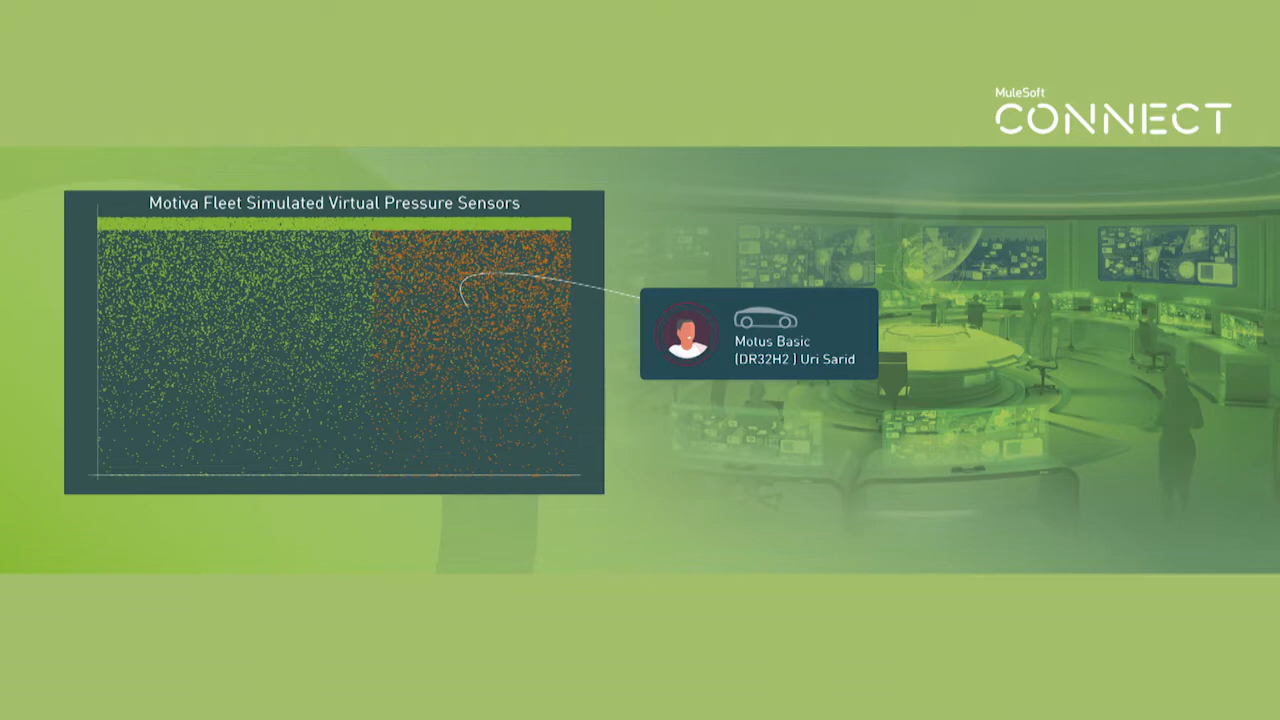 MuleSoft
CONNECT
Motiva Fleet Simulated Virtual Pressure Sensors
Motus Basic
(DR32H2 ) Uri Sarid